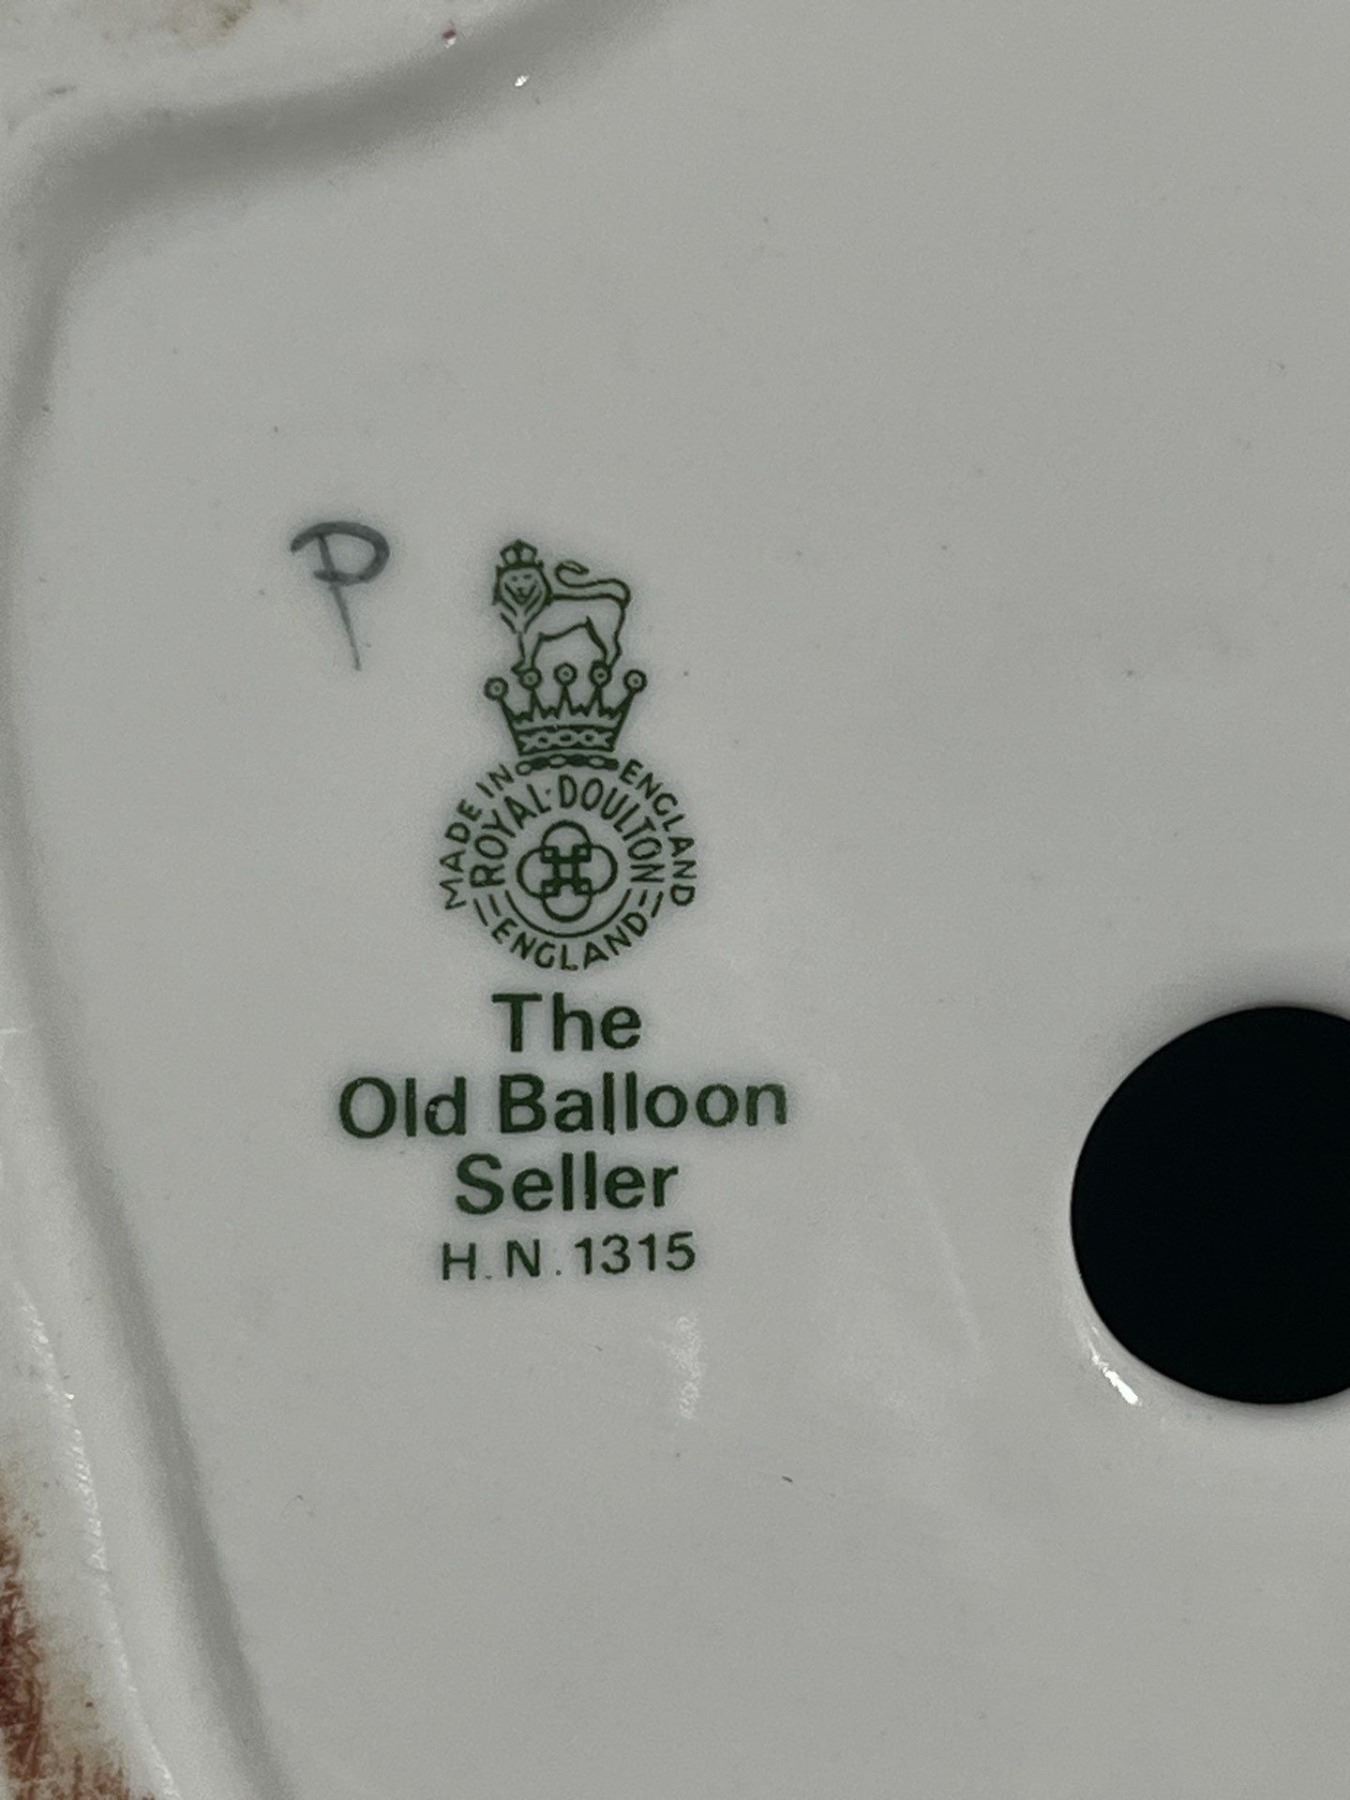 P
MADE IN ENGLAND
ROYAL·DOULTON
ENGLAND
The
Old Balloon
Seller
H.N.1315